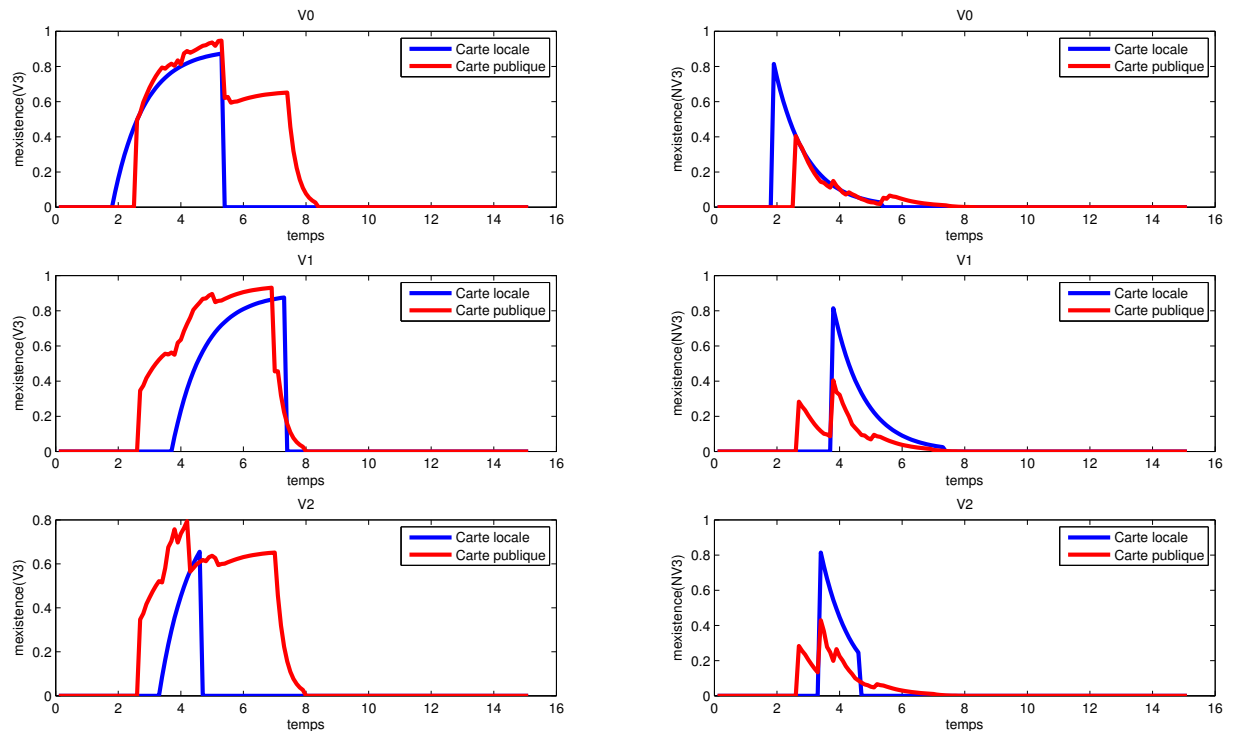 V0
1
0.8
0.6
0.4
0.2
0
mexistence(V3)
0 2 4 6 8 10 12 14 16
temps
Carte locale
Carte publique
V0
1
0.8
0.6
0.4
0.2
0
mexistence(NV3)
0 2 4 6 8 10 12 14 16
temps
Carte locale
Carte publique
V1
1
0.8
0.6
0.4
0.2
0
mexistence(V3)
0 2 4 6 8 10 12 14 16
temps
Carte locale
Carte publique
V1
1
0.8
0.6
0.4
0.2
0
mexistence(NV3)
0 2 4 6 8 10 12 14 16
temps
Carte locale
Carte publique
V2
0.8
0.6
0.4
0.2
0
mexistence(V3)
0 2 4 6 8 10 12 14 16
temps
Carte locale
Carte publique
V2
1
0.8
0.6
0.4
0.2
0
mexistence(NV3)
0 2 4 6 8 10 12 14 16
temps
Carte locale
Carte publique